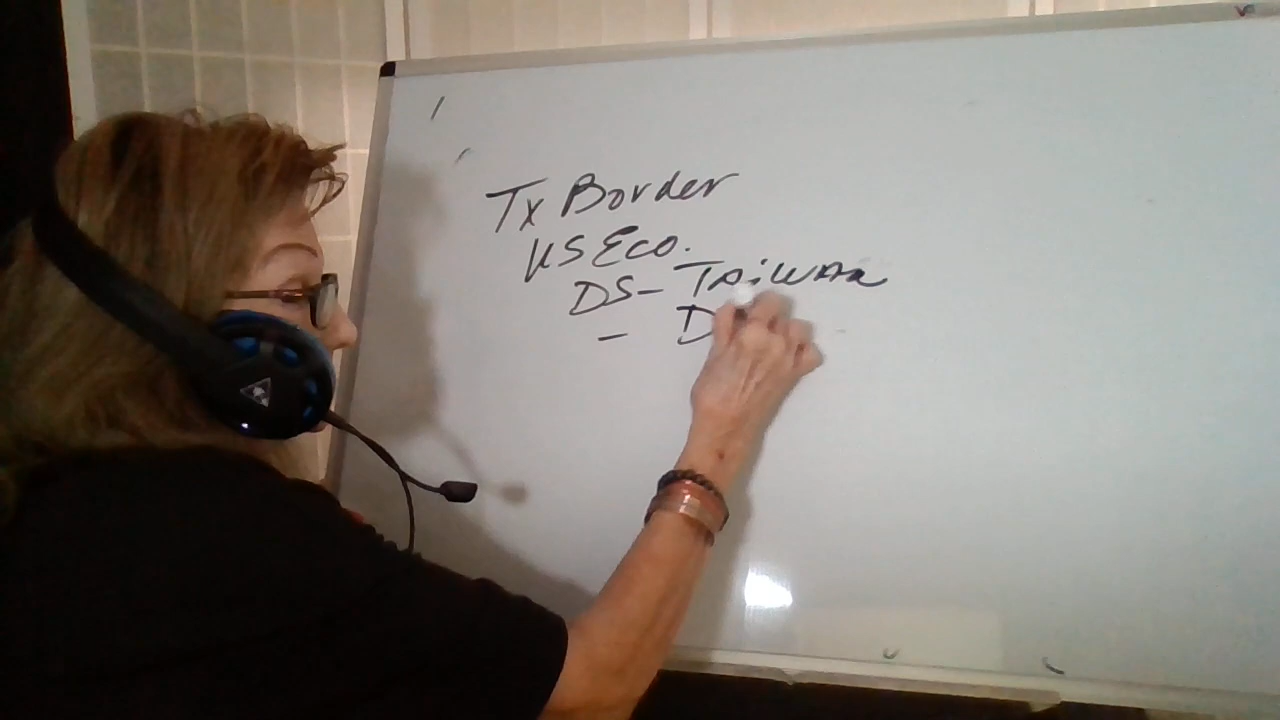 Tx Border
US Eco.
DS - TAiWAN
- D